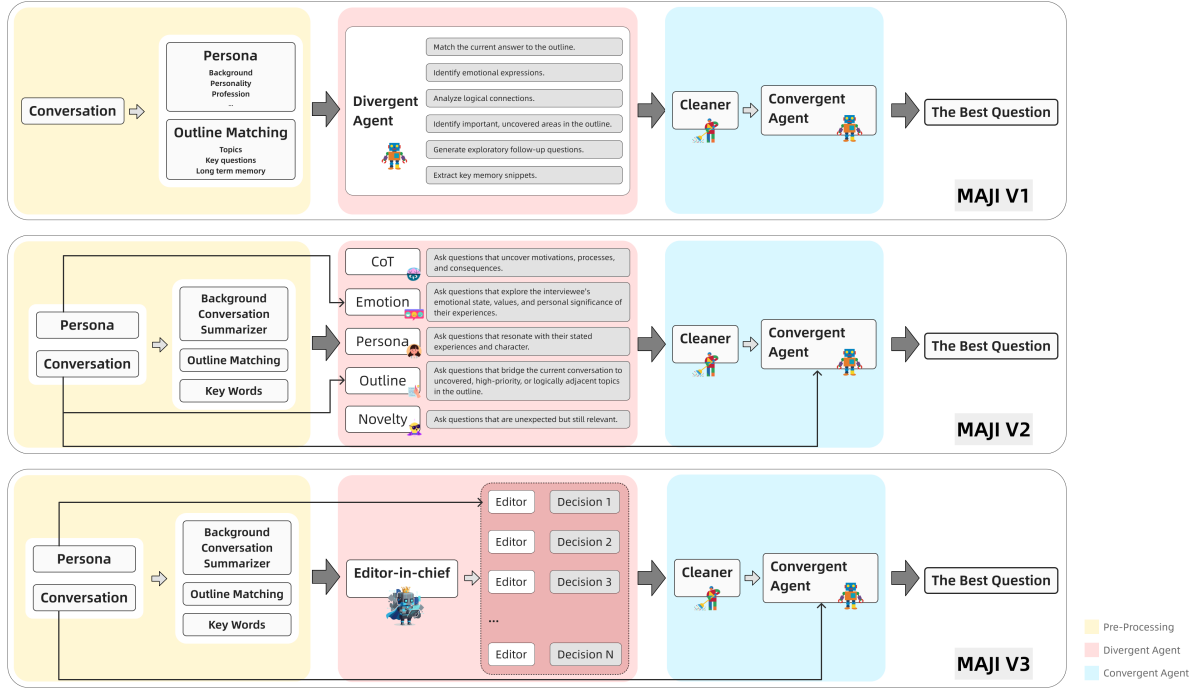 Conversation
Persona
Background
Personality
Profession
...
Outline Matching
Topics
Key questions
Long term memory
Divergent
Agent
Match the current answer to the outline.
Identify emotional expressions.
Analyze logical connections.
Identify important, uncovered areas in the outline.
Generate exploratory follow-up questions.
Extract key memory snippets.
Cleaner
Convergent
Agent
The Best Question
MAJI V1
Persona
Conversation
Background
Conversation
Summarizer
Outline Matching
Key Words
CoT
Ask questions that uncover motivations, processes,
and consequences.
Emotion
Ask questions that explore the interviewee's
emotional state, values, and personal significance of
their experiences.
Persona
Ask questions that resonate with their stated
experiences and character.
Outline
Ask questions that bridge the current conversation to
uncovered, high-priority, or logically adjacent topics
in the outline.
Novelty
Ask questions that are unexpected but still relevant.
Cleaner
Convergent
Agent
The Best Question
MAJI V2
Persona
Conversation
Background
Conversation
Summarizer
Outline Matching
Key Words
Editor-in-chief
Editor
Decision 1
Editor
Decision 2
Editor
Decision 3
...
Editor
Decision N
Cleaner
Convergent
Agent
The Best Question
MAJI V3
Pre-Processing
Divergent Agent
Convergent Agent